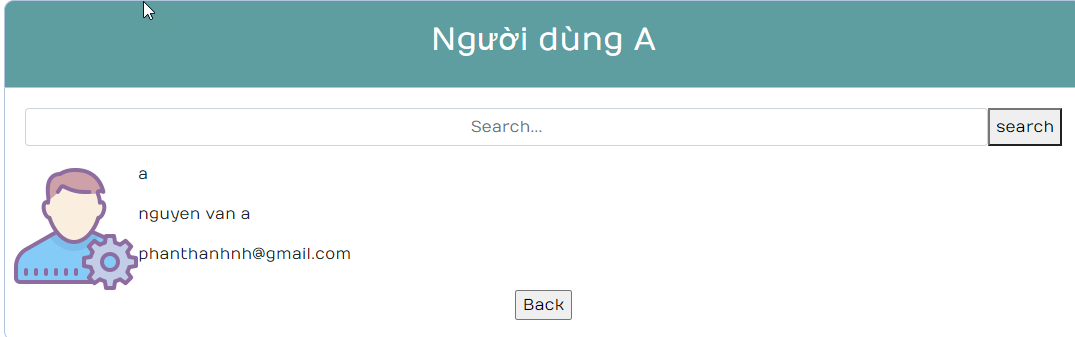 Người dùng A
Search... search
a
nguyen van a
phanthanhnh@gmail.com
Back